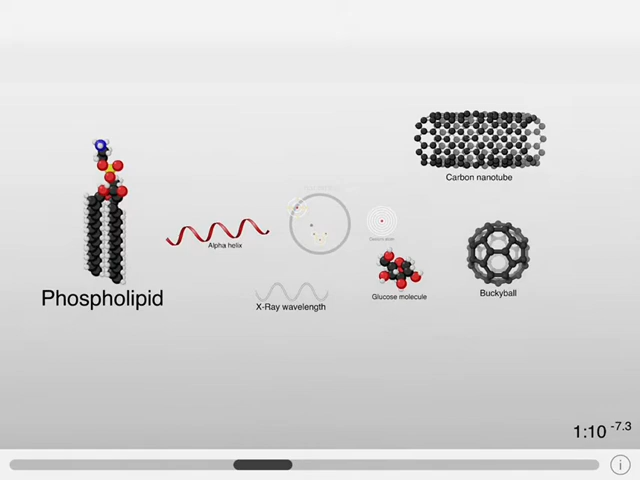 Carbon nanotube
Alpha helix
Phospholipid
Glucose molecule
Buckyball
X-Ray wavelength
1:10 -7.3
i